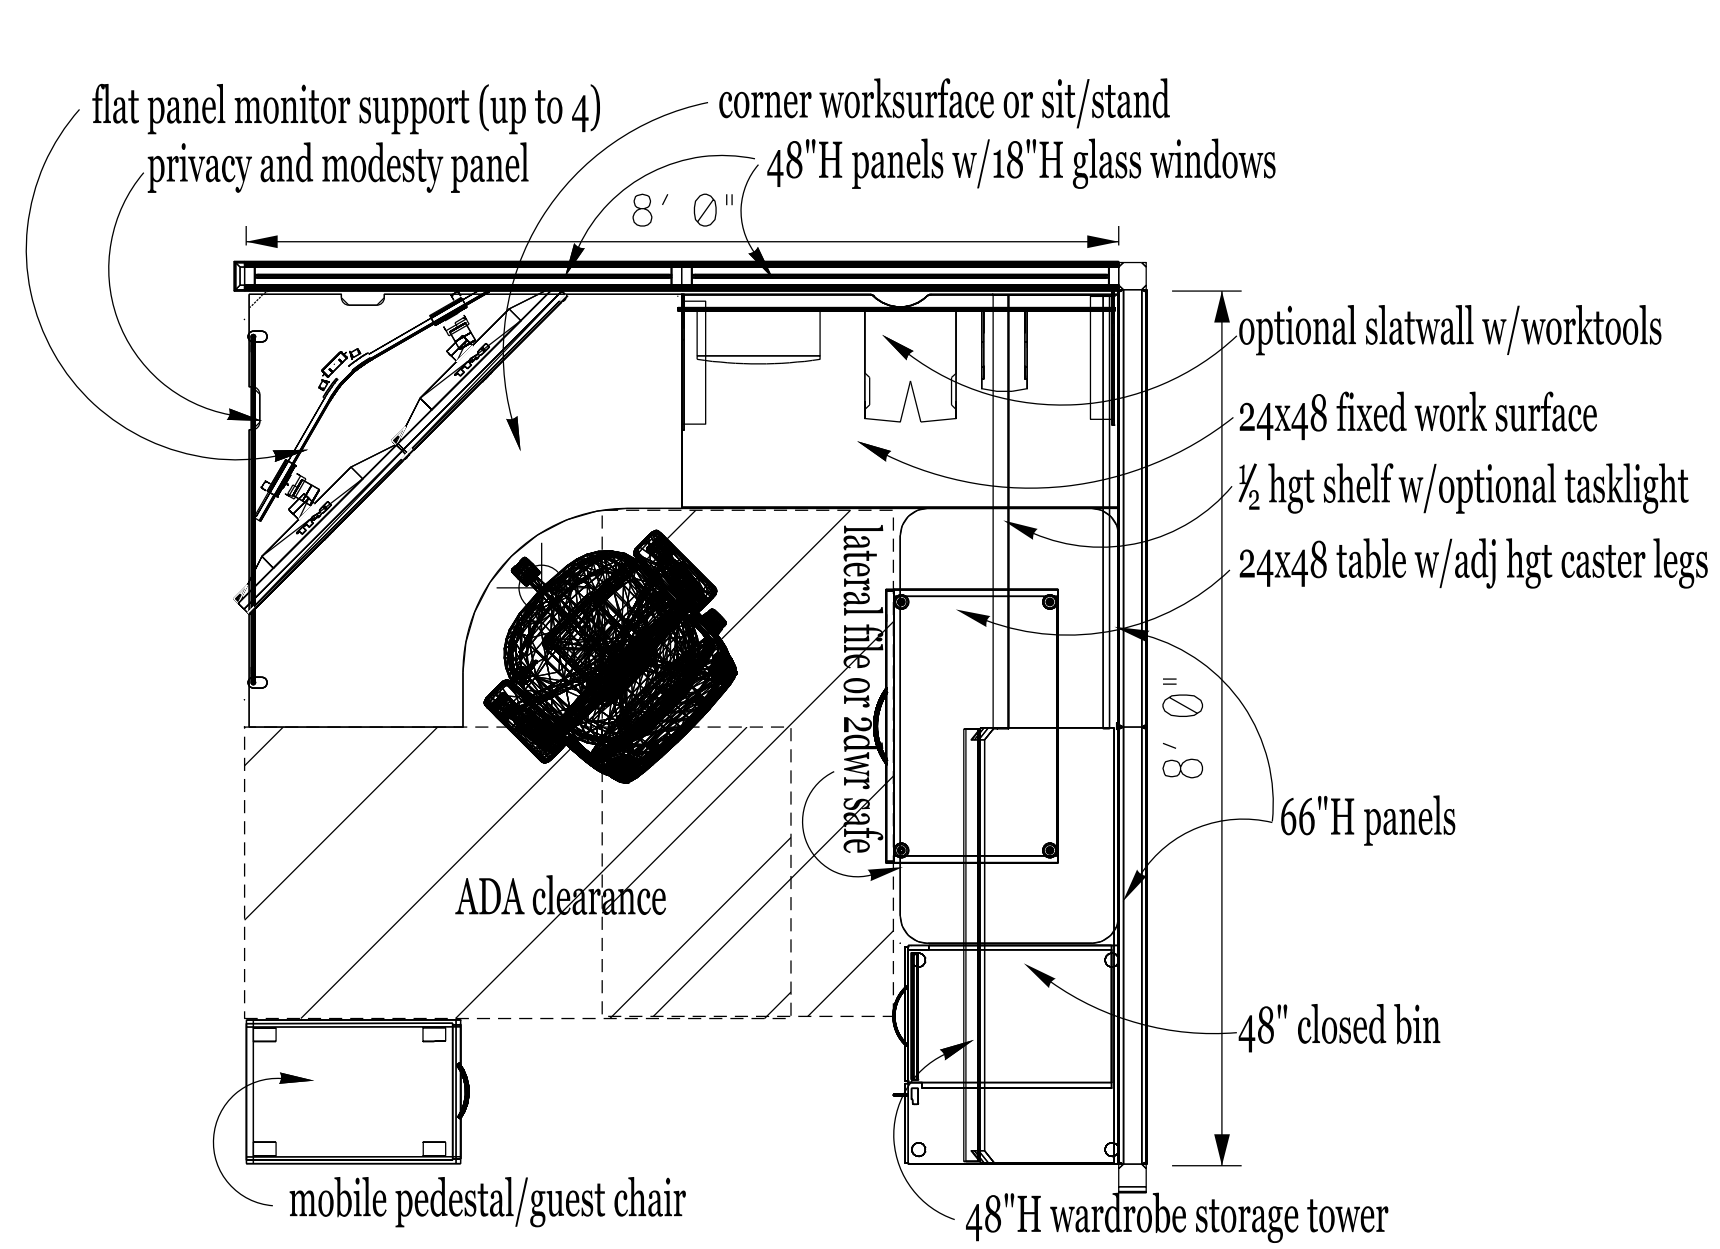 flat panel monitor support (up to 4)
privacy and modesty panel
corner worksurface or sit/stand
48"H panels w/18"H glass windows
8' 0"
optional slatwall w/worktools
24x48 fixed work surface
½ hgt shelf w/optional tasklight
24x48 table w/adj hgt caster legs
lateral file or 2dwr safe
8' 0"
66"H panels
ADA clearance
48" closed bin
mobile pedestal/guest chair
48"H wardrobe storage tower